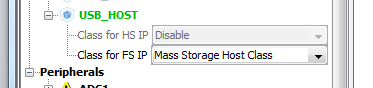 USB_HOST
Class for HS IP Disable
Class for FS IP Mass Storage Host Class
Peripherals
ADC1